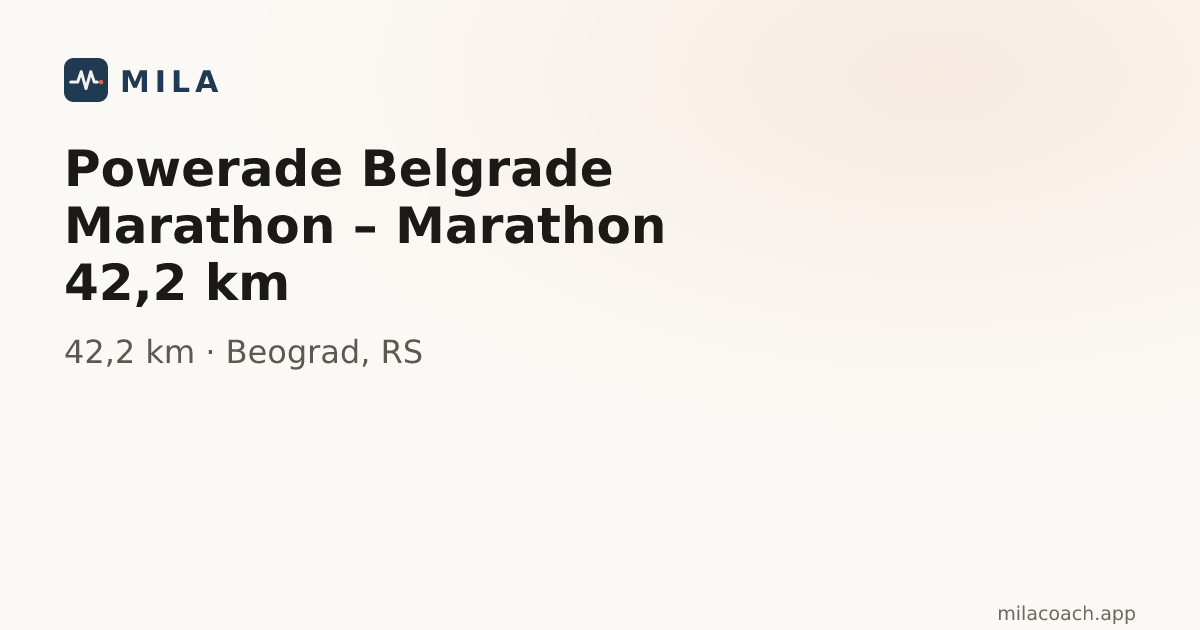 MILA
Powerade Belgrade
Marathon – Marathon
42,2 km
42,2 km · Beograd, RS
milacoach.app